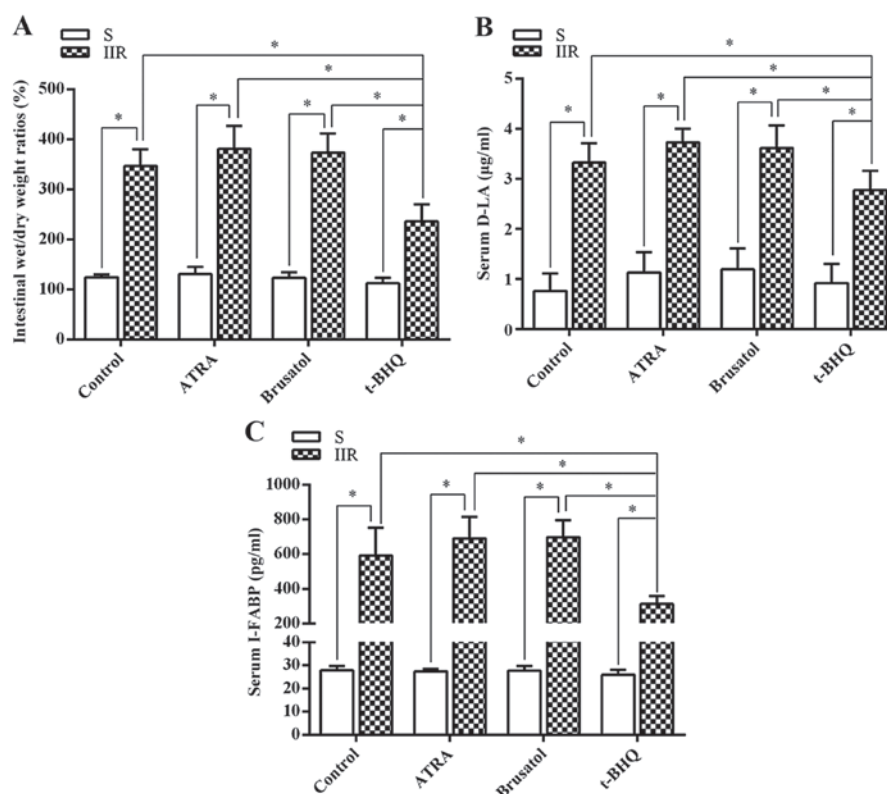 A
S
IIR
Intestinal wet/dry weight ratios (%)
500
400
300
200
100
0
* * * * * * *
Control
ATRA
Brusatol
t-BHQ
B
S
IIR
Serum D-LA (μg/ml)
5
4
3
2
1
0
* * * * * * *
Control
ATRA
Brusatol
t-BHQ
C
S
IIR
Serum I-FABP (pg/ml)
1000
800
600
400
200
40
30
20
10
0
* * * * * * *
Control
ATRA
Brusatol
t-BHQ